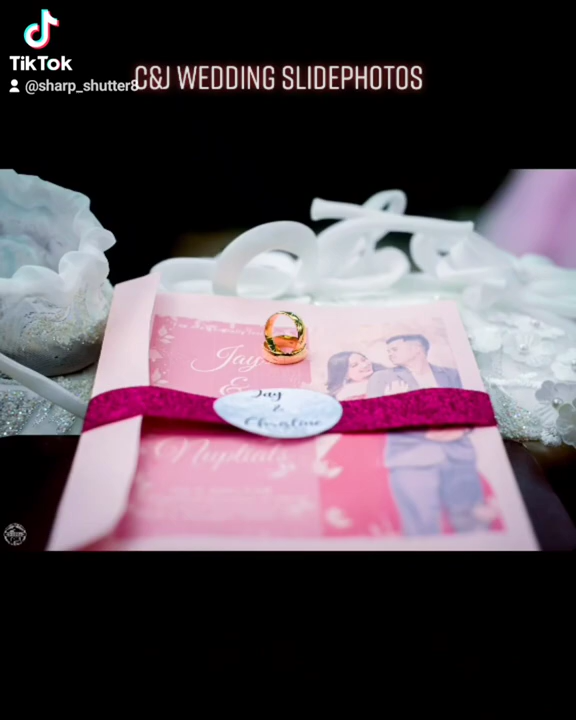 TikTok
@sharp_shutter8
C&J WEDDING SLIDEPHOTOS
Jay
&
Jay
&
Christine
Nuptials